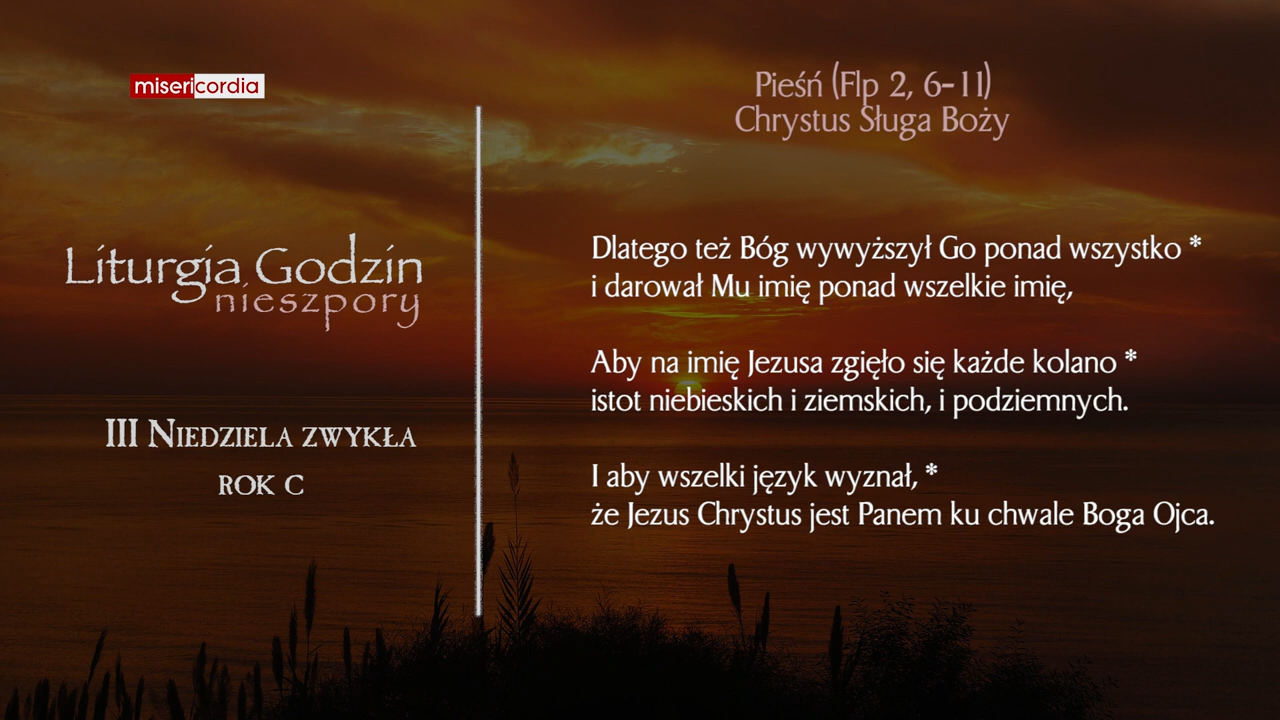 misericordia
Liturgia Godzin
nieszpory
III Niedziela zwykła
rok C
Pieśń (Flp 2, 6-11)
Chrystus Sługa Boży
Dlatego też Bóg wywyższył Go ponad wszystko *
i darował Mu imię ponad wszelkie imię,
Aby na imię Jezusa zgięło się każde kolano *
istot niebieskich i ziemskich, i podziemnych.
I aby wszelki język wyznał, *
że Jezus Chrystus jest Panem ku chwale Boga Ojca.